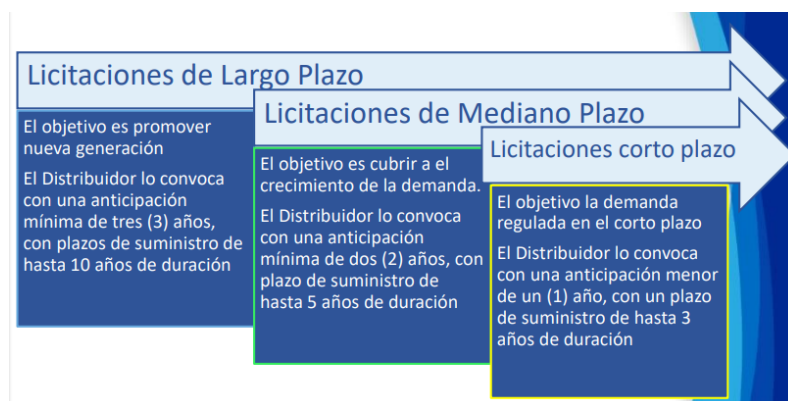 Licitaciones de Largo Plazo
El objetivo es promover
nueva generación
El Distribuidor lo convoca
con una anticipación
mínima de tres (3) años,
con plazos de suministro de
hasta 10 años de duración
Licitaciones de Mediano Plazo
El objetivo es cubrir a el
crecimiento de la demanda.
El Distribuidor lo convoca
con una anticipación
mínima de dos (2) años, con
plazo de suministro de
hasta 5 años de duración
Licitaciones corto plazo
El objetivo la demanda
regulada en el corto plazo
El Distribuidor lo convoca
con una anticipación menor
de un (1) año, con un plazo
de suministro de hasta 3
años de duración